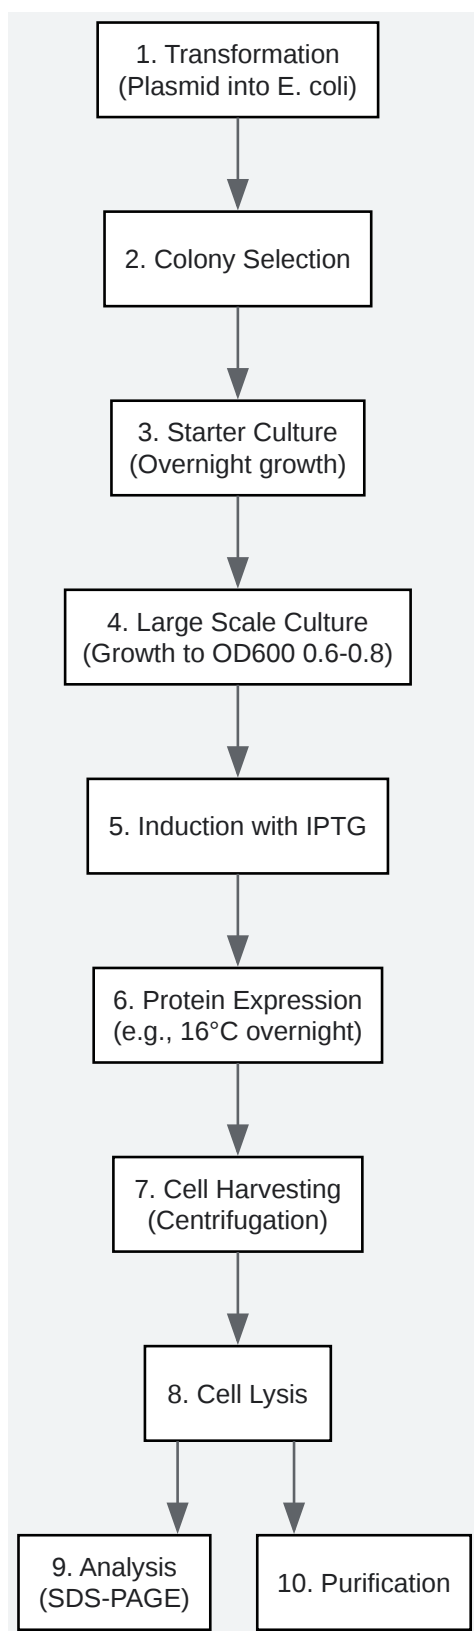 1. Transformation
(Plasmid into E. coli)
2. Colony Selection
3. Starter Culture
(Overnight growth)
4. Large Scale Culture
(Growth to OD600 0.6-0.8)
5. Induction with IPTG
6. Protein Expression
(e.g., 16°C overnight)
7. Cell Harvesting
(Centrifugation)
8. Cell Lysis
9. Analysis
(SDS-PAGE)
10. Purification